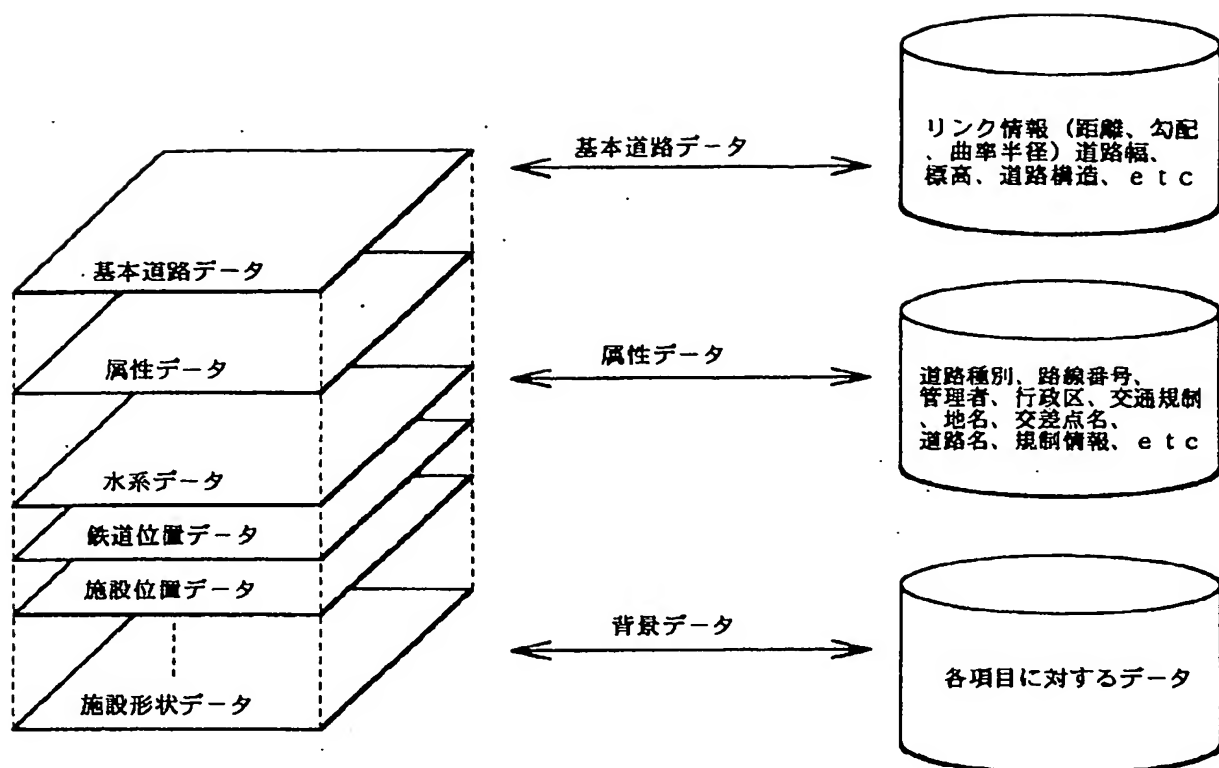 基本道路データ
属性データ
水系データ
鉄道位置データ
施設位置データ
施設形状データ
基本道路データ
属性データ
背景データ
リンク情報（距離、勾配
、曲率半径）道路幅、
標高、道路構造、ｅｔｃ
道路種別、路線番号、
管理者、行政区、交通規制
、地名、交差点名、
道路名、規制情報、ｅｔｃ
各項目に対するデータ